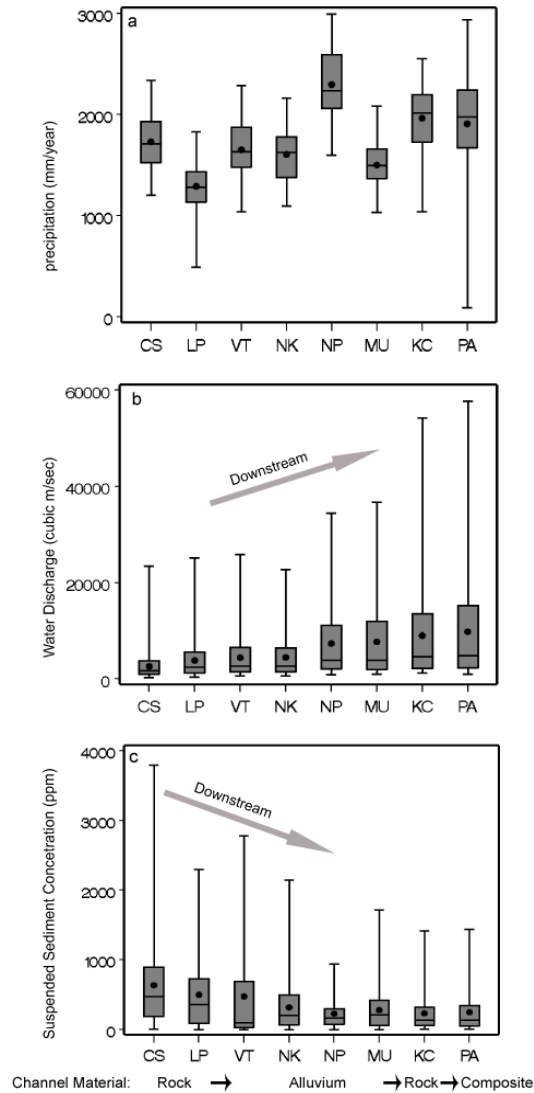 a
precipitation (mm/year)
3000
2000
1000
0
CS LP VT NK NP MU KC PA
b
Water Discharge (cubic m/sec)
60000
40000
20000
0
Downstream
CS LP VT NK NP MU KC PA
c
Suspended Sediment Concetration (ppm)
4000
3000
2000
1000
0
Downstream
CS LP VT NK NP MU KC PA
Channel Material: Rock → Alluvium → Rock → Composite